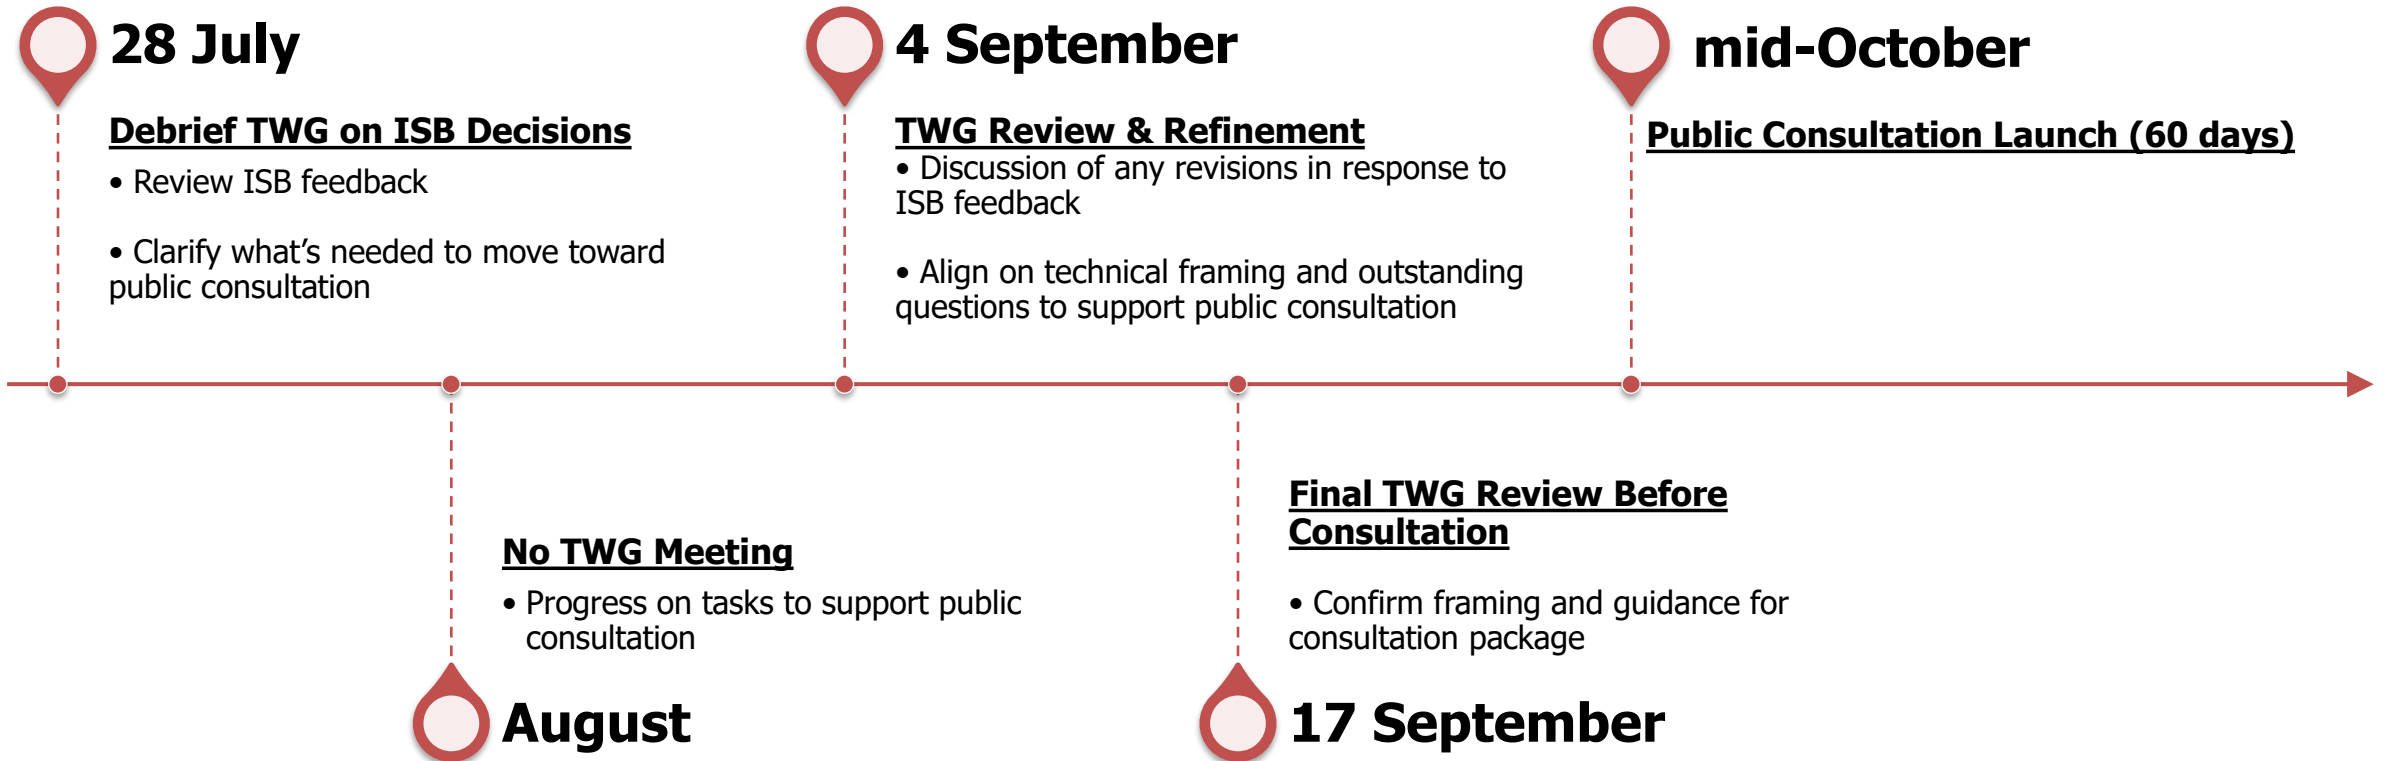 28 July
Debrief TWG on ISB Decisions
• Review ISB feedback
• Clarify what’s needed to move toward
public consultation
No TWG Meeting
• Progress on tasks to support public
consultation
August
4 September
TWG Review & Refinement
• Discussion of any revisions in response to
ISB feedback
• Align on technical framing and outstanding
questions to support public consultation
Final TWG Review Before
Consultation
• Confirm framing and guidance for
consultation package
17 September
mid-October
Public Consultation Launch (60 days)